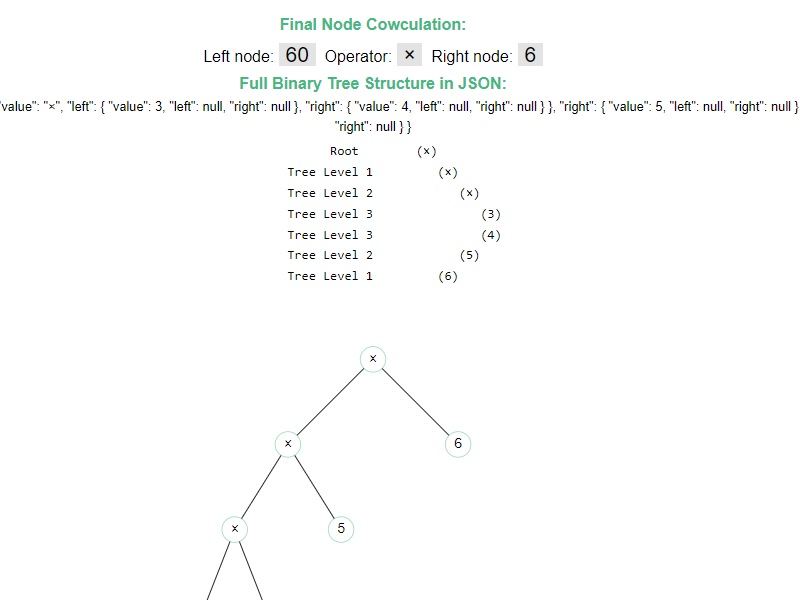 Final Node Cowculation:
Left node: 60 Operator: × Right node: 6
Full Binary Tree Structure in JSON:
value": "×", "left": { "value": 3, "left": null, "right": null }, "right": { "value": 4, "left": null, "right": null } }, "right": { "value": 5, "left": null, "right": null }
"right": null } }
Root (×)
Tree Level 1 (×)
Tree Level 2 (×)
Tree Level 3 (3)
Tree Level 3 (4)
Tree Level 2 (5)
Tree Level 1 (6)
×
× 6
× 5